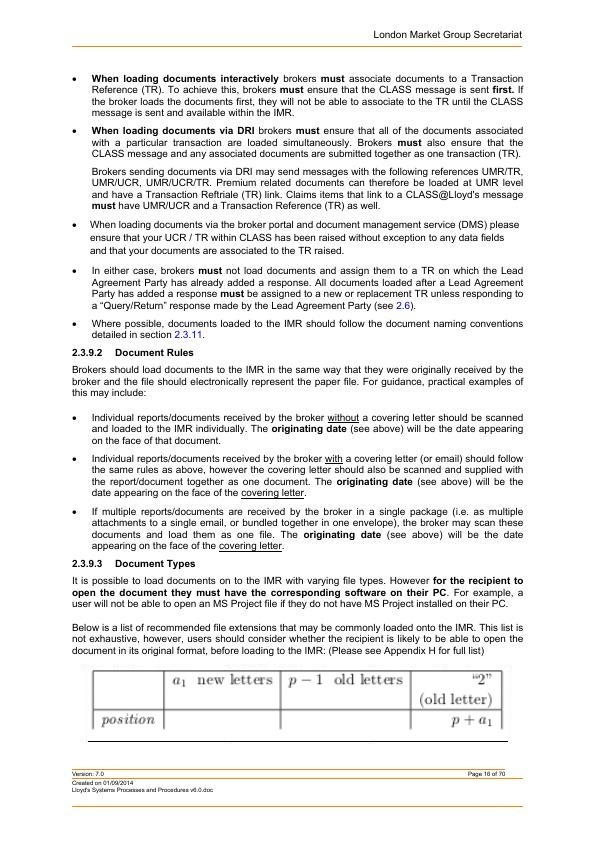 London Market Group Secretariat
• When loading documents interactively brokers must associate documents to a Transaction
Reference (TR). To achieve this, brokers must ensure that the CLASS message is sent first. If
the broker loads the documents first, they will not be able to associate to the TR until the CLASS
message is sent and available within the IMR.
• When loading documents via DRI brokers must ensure that all of the documents associated
with a particular transaction are loaded simultaneously. Brokers must also ensure that the
CLASS message and any associated documents are submitted together as one transaction (TR).
Brokers sending documents via DRI may send messages with the following references UMR/TR,
UMR/UCR, UMR/UCR/TR. Premium related documents can therefore be loaded at UMR level
and have a Transaction Reftriale (TR) link. Claims items that link to a CLASS@Lloyd's message
must have UMR/UCR and a Transaction Reference (TR) as well.
• When loading documents via the broker portal and document management service (DMS) please
ensure that your UCR / TR within CLASS has been raised without exception to any data fields
and that your documents are associated to the TR raised.
• In either case, brokers must not load documents and assign them to a TR on which the Lead
Agreement Party has already added a response. All documents loaded after a Lead Agreement
Party has added a response must be assigned to a new or replacement TR unless responding to
a “Query/Return” response made by the Lead Agreement Party (see 2.6).
• Where possible, documents loaded to the IMR should follow the document naming conventions
detailed in section 2.3.11.
2.3.9.2 Document Rules
Brokers should load documents to the IMR in the same way that they were originally received by the
broker and the file should electronically represent the paper file. For guidance, practical examples of
this may include:
• Individual reports/documents received by the broker without a covering letter should be scanned
and loaded to the IMR individually. The originating date (see above) will be the date appearing
on the face of that document.
• Individual reports/documents received by the broker with a covering letter (or email) should follow
the same rules as above, however the covering letter should also be scanned and supplied with
the report/document together as one document. The originating date (see above) will be the
date appearing on the face of the covering letter.
• If multiple reports/documents are received by the broker in a single package (i.e. as multiple
attachments to a single email, or bundled together in one envelope), the broker may scan these
documents and load them as one file. The originating date (see above) will be the date
appearing on the face of the covering letter.
2.3.9.3 Document Types
It is possible to load documents on to the IMR with varying file types. However for the recipient to
open the document they must have the corresponding software on their PC. For example, a
user will not be able to open an MS Project file if they do not have MS Project installed on their PC.
Below is a list of recommended file extensions that may be commonly loaded onto the IMR. This list is
not exhaustive, however, users should consider whether the recipient is likely to be able to open the
document in its original format, before loading to the IMR: (Please see Appendix H for full list)
a₁ new letters p − 1 old letters “2”
(old letter)
position p + a₁
Version: 7.0 Page 16 of 70
Created on 01/09/2014
Lloyd's Systems Processes and Procedures v6.0.doc